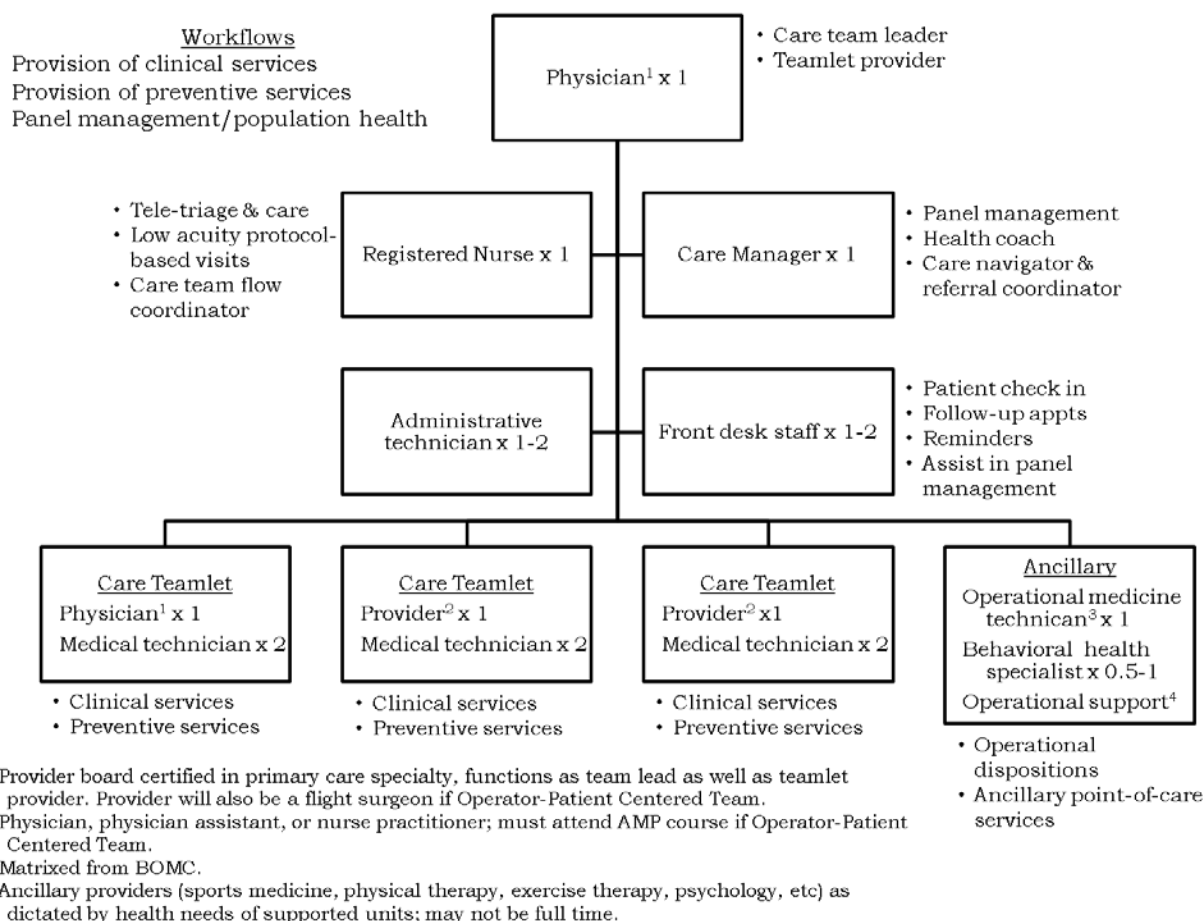 Workflows
Provision of clinical services
Provision of preventive services
Panel management/population health
Physician¹ x 1
• Care team leader
• Teamlet provider
• Tele-triage & care
• Low acuity protocol-
based visits
• Care team flow
coordinator
Registered Nurse x 1
Care Manager x 1
• Panel management
• Health coach
• Care navigator &
referral coordinator
Administrative
technician x 1-2
Front desk staff x 1-2
• Patient check in
• Follow-up appts
• Reminders
• Assist in panel
management
Care Teamlet
Physician¹ x 1
Medical technician x 2
• Clinical services
• Preventive services
Care Teamlet
Provider² x 1
Medical technician x 2
• Clinical services
• Preventive services
Care Teamlet
Provider² x1
Medical technician x 2
• Clinical services
• Preventive services
Ancillary
Operational medicine
technican³ x 1
Behavioral health
specialist x 0.5-1
Operational support⁴
• Operational
dispositions
• Ancillary point-of-care
services
Provider board certified in primary care specialty, functions as team lead as well as teamlet
provider. Provider will also be a flight surgeon if Operator-Patient Centered Team.
Physician, physician assistant, or nurse practitioner; must attend AMP course if Operator-Patient
Centered Team.
Matrixed from BOMC.
Ancillary providers (sports medicine, physical therapy, exercise therapy, psychology, etc) as
dictated by health needs of supported units; may not be full time.